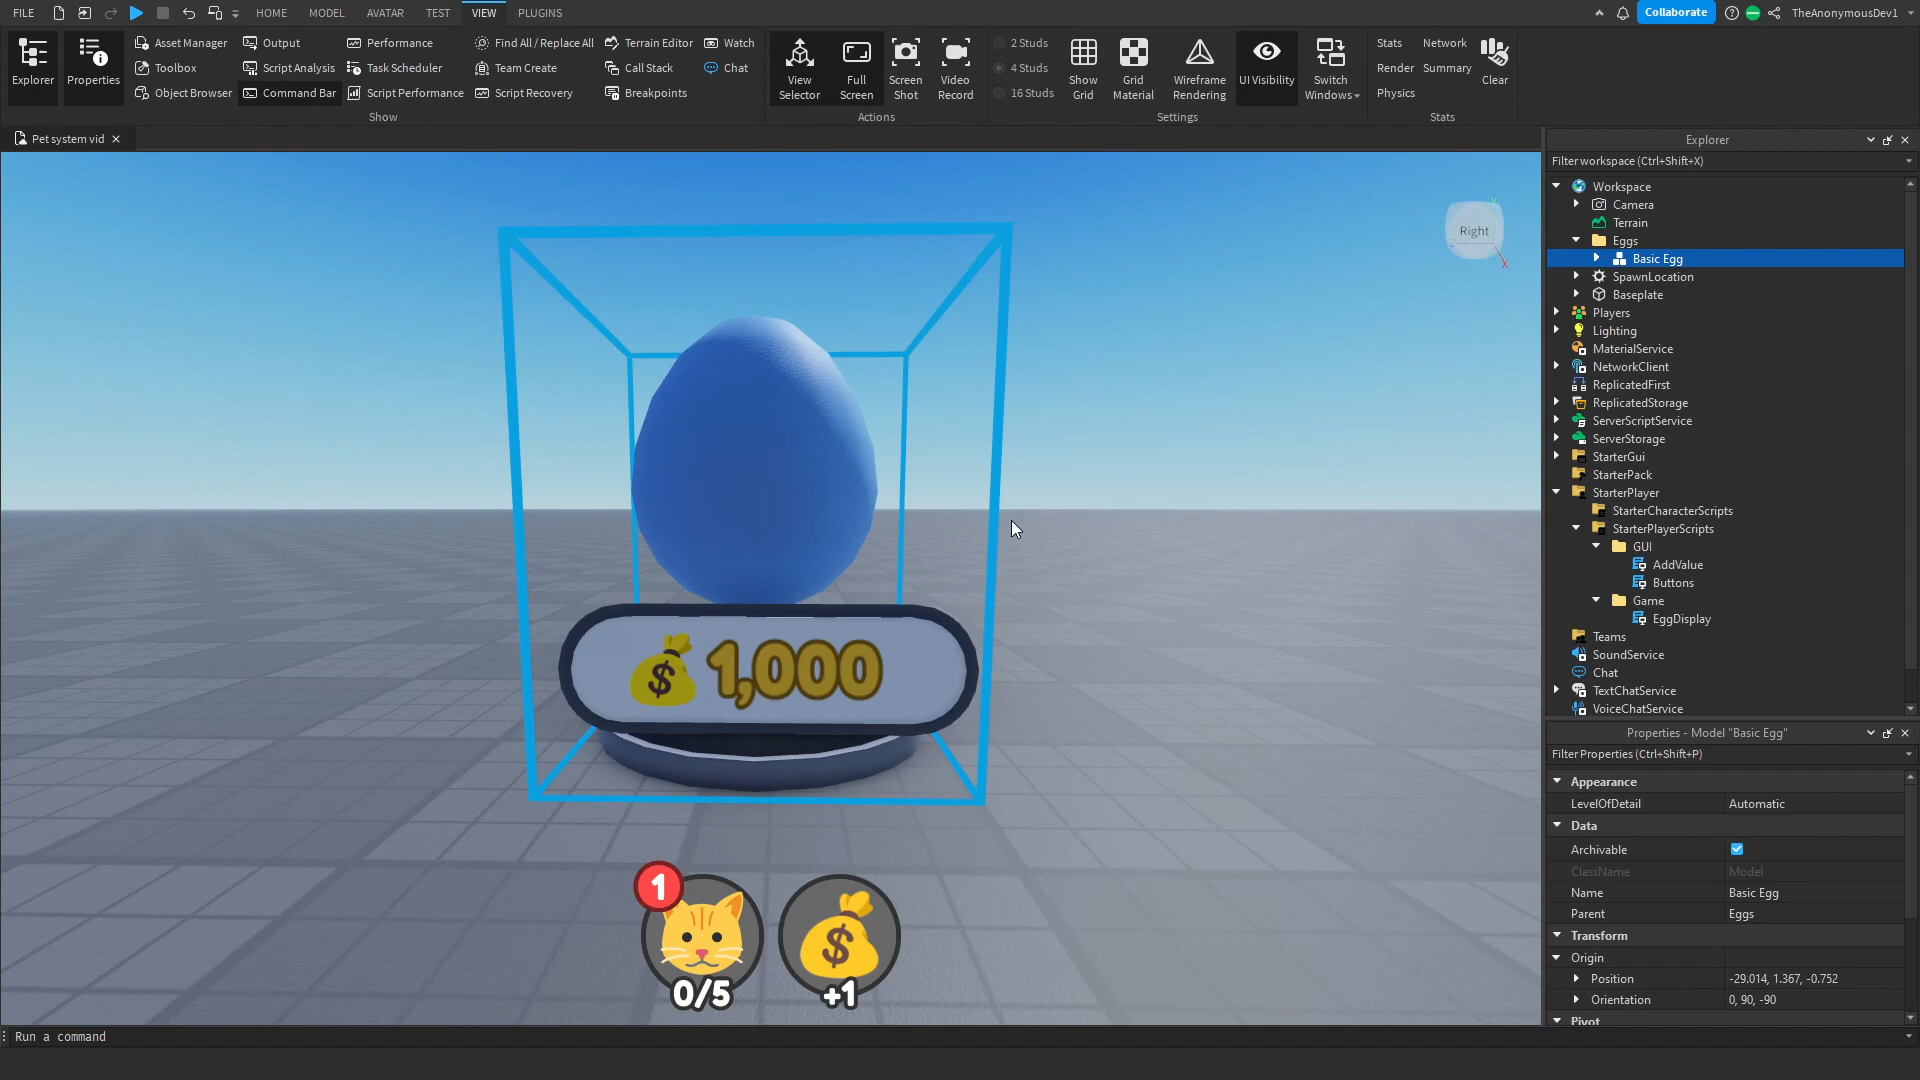 FILE HOME MODEL AVATAR TEST VIEW PLUGINS Collaborate TheAnonymousDev1
Explorer
Properties
Asset Manager
Toolbox
Object Browser
Output
Script Analysis
Command Bar
Performance
Task Scheduler
Script Performance
Find All / Replace All
Team Create
Script Recovery
Terrain Editor
Call Stack
Breakpoints
Watch
Chat
Show
View
Selector
Full
Screen
Screen
Shot
Video
Record
Actions
2 Studs
4 Studs
16 Studs
Show
Grid
Grid
Material
Wireframe
Rendering
UI Visibility
Switch
Windows
Settings
Stats
Render
Physics
Network
Summary
Clear
Stats
Pet system vid
Right
Y
Z
X
$ 1,000
1
0/5
$
+1
Run a command
Explorer
Filter workspace (Ctrl+Shift+X)
Workspace
Camera
Terrain
Eggs
Basic Egg
SpawnLocation
Baseplate
Players
Lighting
MaterialService
NetworkClient
ReplicatedFirst
ReplicatedStorage
ServerScriptService
ServerStorage
StarterGui
StarterPack
StarterPlayer
StarterCharacterScripts
StarterPlayerScripts
GUI
AddValue
Buttons
Game
EggDisplay
Teams
SoundService
Chat
TextChatService
VoiceChatService
Properties - Model "Basic Egg"
Filter Properties (Ctrl+Shift+P)
Appearance
LevelOfDetail Automatic
Data
Archivable
ClassName Model
Name Basic Egg
Parent Eggs
Transform
Origin
Position -29.014, 1.367, -0.752
Orientation 0, 90, -90
Pivot